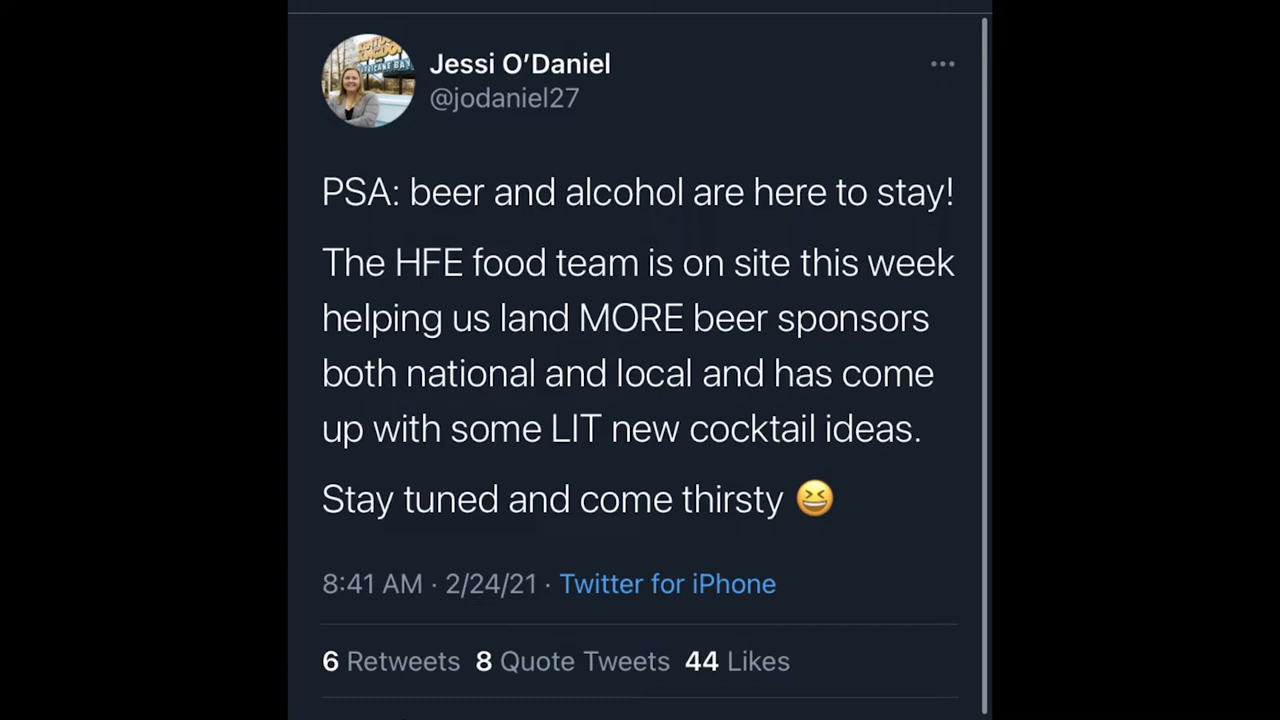 Jessi O’Daniel
@jodaniel27
PSA: beer and alcohol are here to stay!
The HFE food team is on site this week
helping us land MORE beer sponsors
both national and local and has come
up with some LIT new cocktail ideas.
Stay tuned and come thirsty 😆
8:41 AM · 2/24/21 · Twitter for iPhone
6 Retweets 8 Quote Tweets 44 Likes